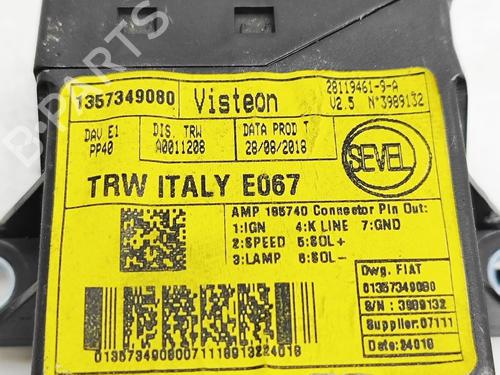 1357349080 Visteon 28119461-9-A
V2.5 N°3989132
DAV E1 DIS. TRW DATA PROD T
PP40 A0011208 28/08/2018
SEVEL
TRW ITALY E067
AMP 185740 Connector Pin Out:
1:IGN 4:K LINE 7:GND
2:SPEED 5:SOL+
3:LAMP 6:SOL-
Dwg. FIAT
01357349080
S/N : 3989132
Supplier:07111
Date:24018
01357349080071118913224018
B-PARTS